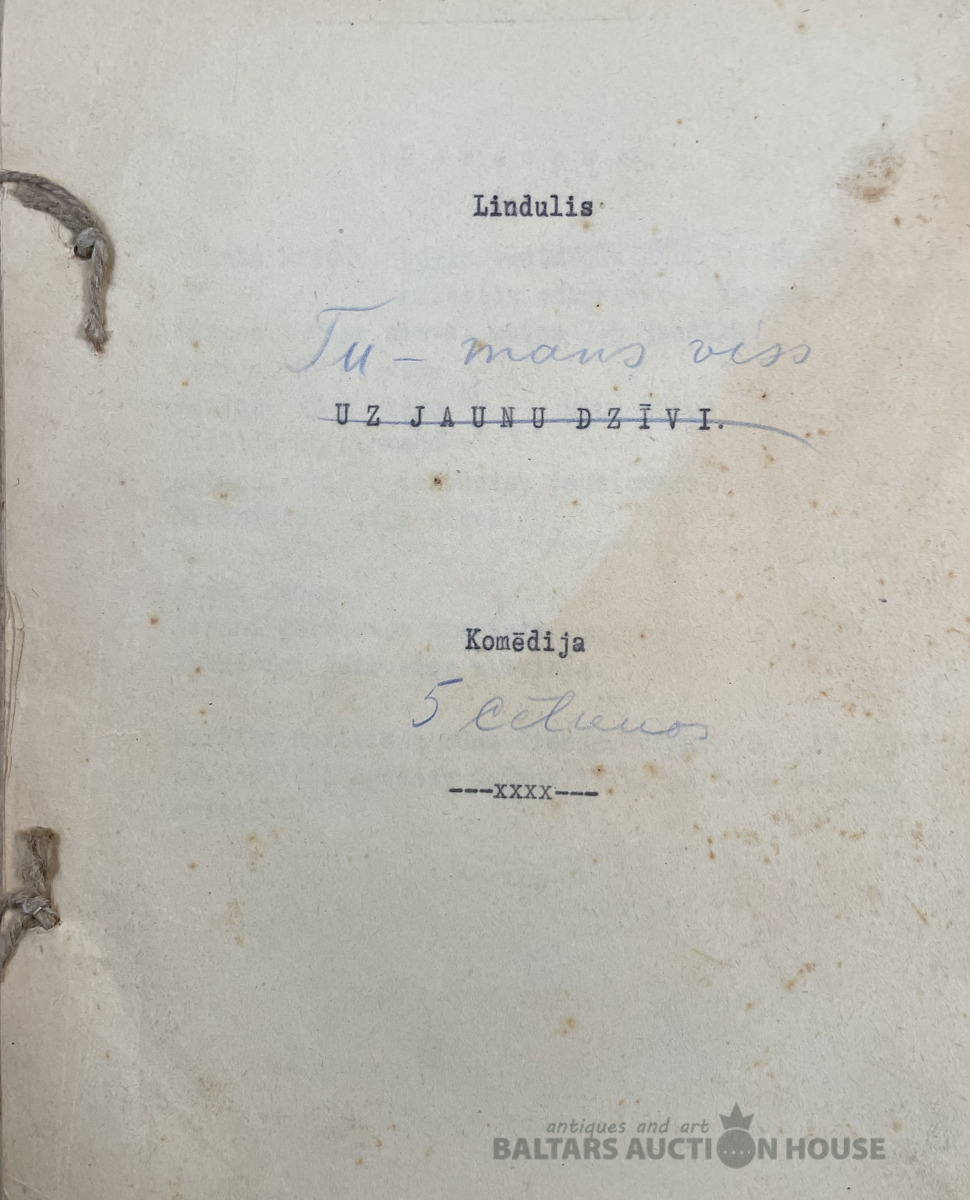 Lindulis
Tu – mans viss
UZ JAUNU DZĪVI.
Komēdija
5 cēlienos
---xxxx---
antiques and art
BALTARS AUCTION HOUSE